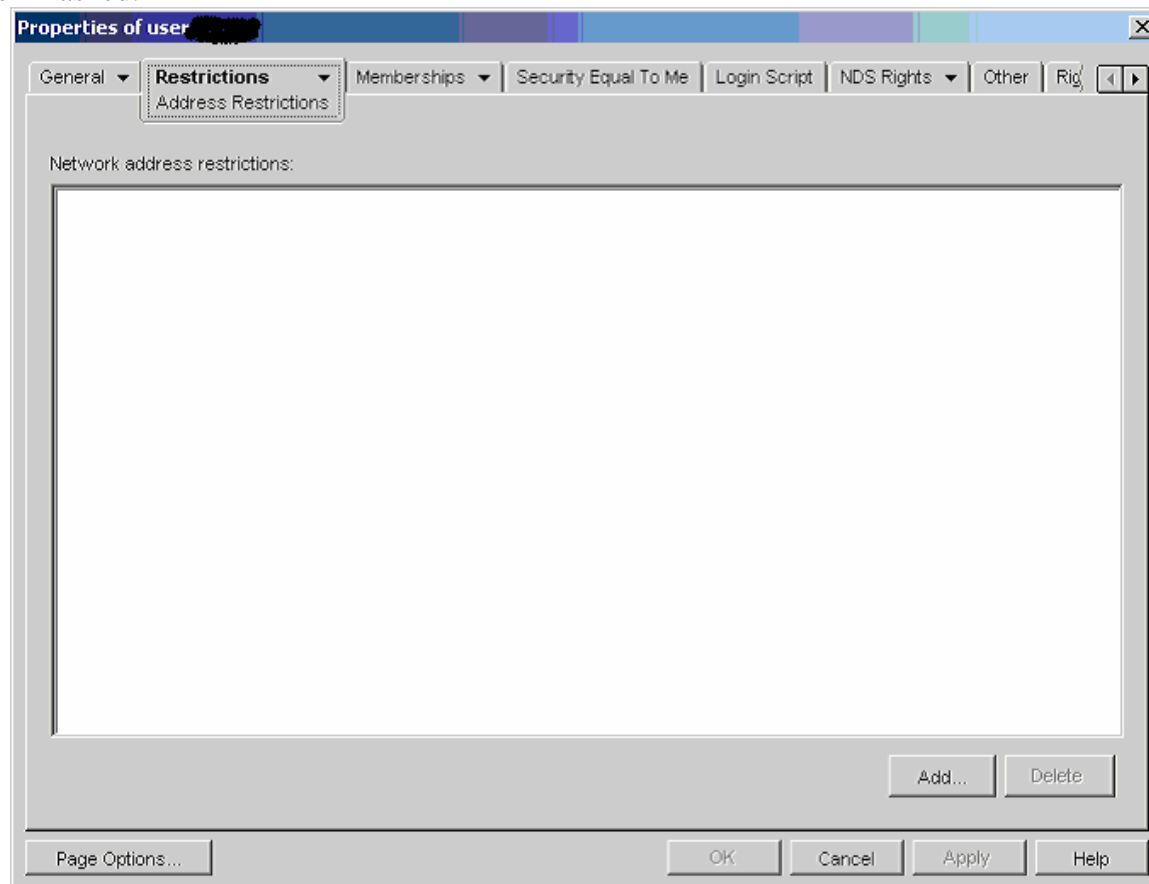 Properties of user
General Restrictions Memberships Security Equal To Me Login Script NDS Rights Other Rig
Address Restrictions
Network address restrictions:
Add... Delete
Page Options... OK Cancel Apply Help